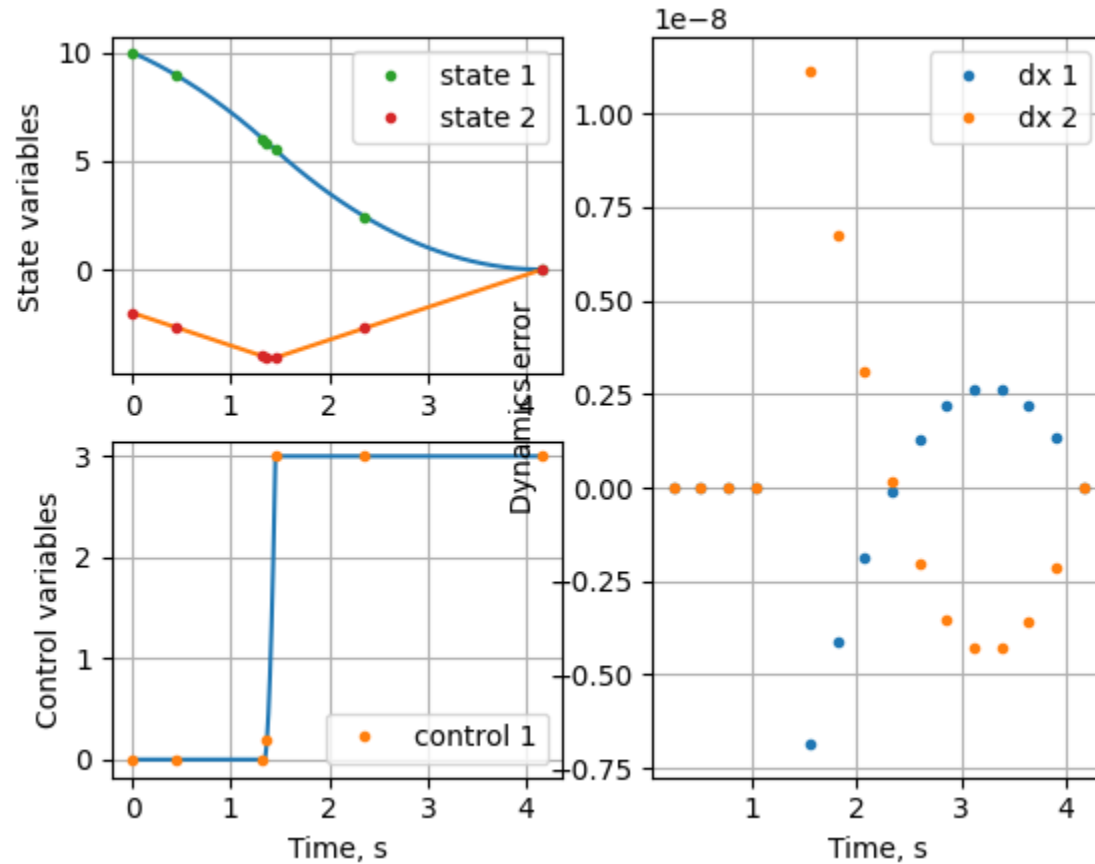 State variables
10
5
0
state 1
state 2
0
1
2
3
4
Control variables
3
2
1
0
control 1
0
1
2
3
4
Time, s
Dynamics error
1e−8
1.00
0.75
0.50
0.25
0.00
−0.25
−0.50
−0.75
dx 1
dx 2
1
2
3
4
Time, s